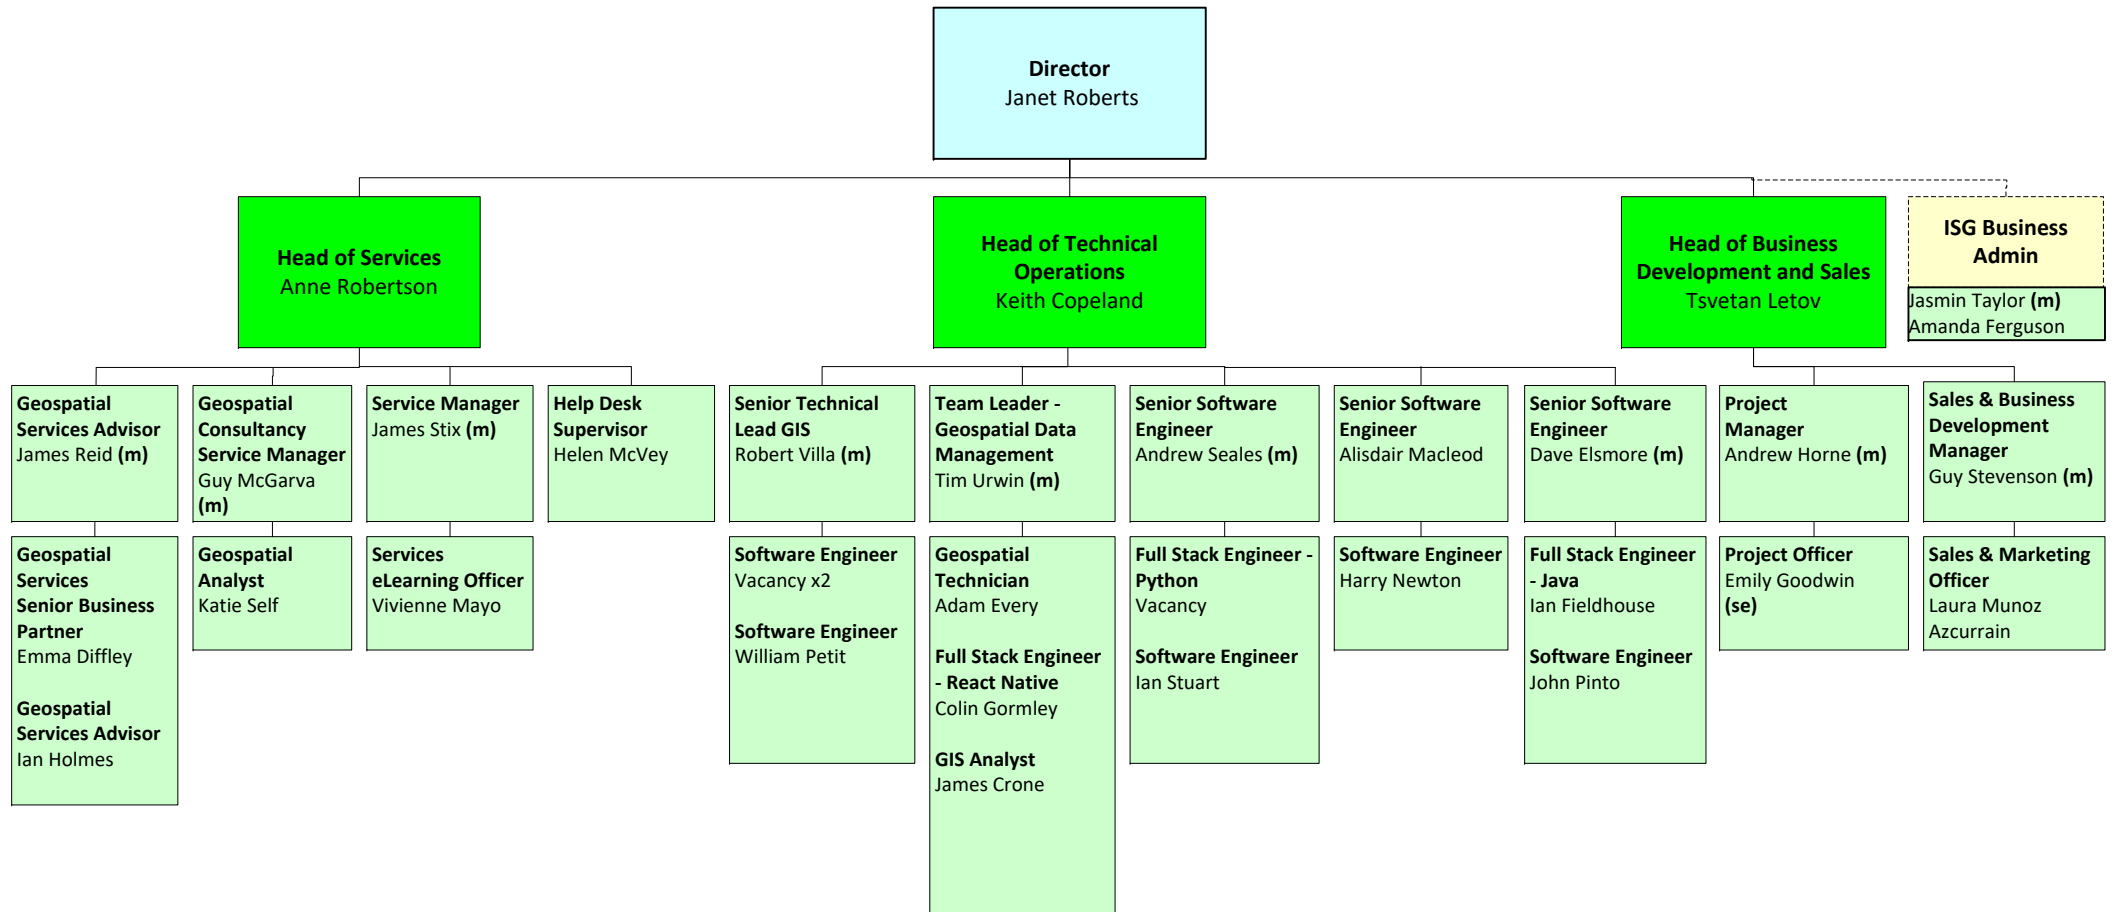 Director
Janet Roberts
Head of Services
Anne Robertson
Head of Technical
Operations
Keith Copeland
Head of Business
Development and Sales
Tsvetan Letov
ISG Business
Admin
Jasmin Taylor (m)
Amanda Ferguson
Geospatial
Services Advisor
James Reid (m)
Geospatial
Consultancy
Service Manager
Guy McGarva
(m)
Service Manager
James Stix (m)
Help Desk
Supervisor
Helen McVey
Senior Technical
Lead GIS
Robert Villa (m)
Team Leader -
Geospatial Data
Management
Tim Urwin (m)
Senior Software
Engineer
Andrew Seales (m)
Senior Software
Engineer
Alisdair Macleod
Senior Software
Engineer
Dave Elsmore (m)
Project
Manager
Andrew Horne (m)
Sales & Business
Development
Manager
Guy Stevenson (m)
Geospatial
Services
Senior Business
Partner
Emma Diffley
Geospatial
Services Advisor
Ian Holmes
Geospatial
Analyst
Katie Self
Services
eLearning Officer
Vivienne Mayo
Software Engineer
Vacancy x2
Software Engineer
William Petit
Geospatial
Technician
Adam Every
Full Stack Engineer
- React Native
Colin Gormley
GIS Analyst
James Crone
Full Stack Engineer -
Python
Vacancy
Software Engineer
Ian Stuart
Software Engineer
Harry Newton
Full Stack Engineer
- Java
Ian Fieldhouse
Software Engineer
John Pinto
Project Officer
Emily Goodwin
(se)
Sales & Marketing
Officer
Laura Munoz
Azcurrain